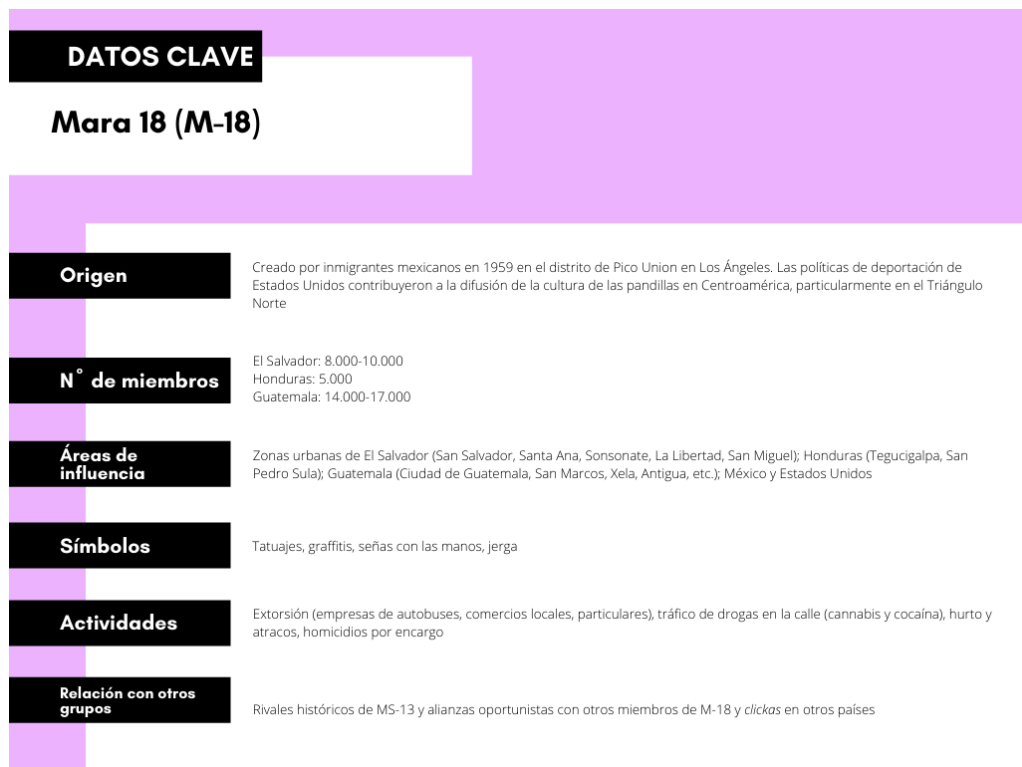 DATOS CLAVE
Mara 18 (M-18)
Origen
Creado por inmigrantes mexicanos en 1959 en el distrito de Pico Union en Los Ángeles. Las políticas de deportación de
Estados Unidos contribuyeron a la difusión de la cultura de las pandillas en Centroamérica, particularmente en el Triángulo
Norte
N° de miembros
El Salvador: 8.000-10.000
Honduras: 5.000
Guatemala: 14.000-17.000
Áreas de
influencia
Zonas urbanas de El Salvador (San Salvador, Santa Ana, Sonsonate, La Libertad, San Miguel); Honduras (Tegucigalpa, San
Pedro Sula); Guatemala (Ciudad de Guatemala, San Marcos, Xela, Antigua, etc.); México y Estados Unidos
Símbolos
Tatuajes, graffitis, señas con las manos, jerga
Actividades
Extorsión (empresas de autobuses, comercios locales, particulares), tráfico de drogas en la calle (cannabis y cocaína), hurto y
atracos, homicidios por encargo
Relación con otros
grupos
Rivales históricos de MS-13 y alianzas oportunistas con otros miembros de M-18 y clickas en otros países